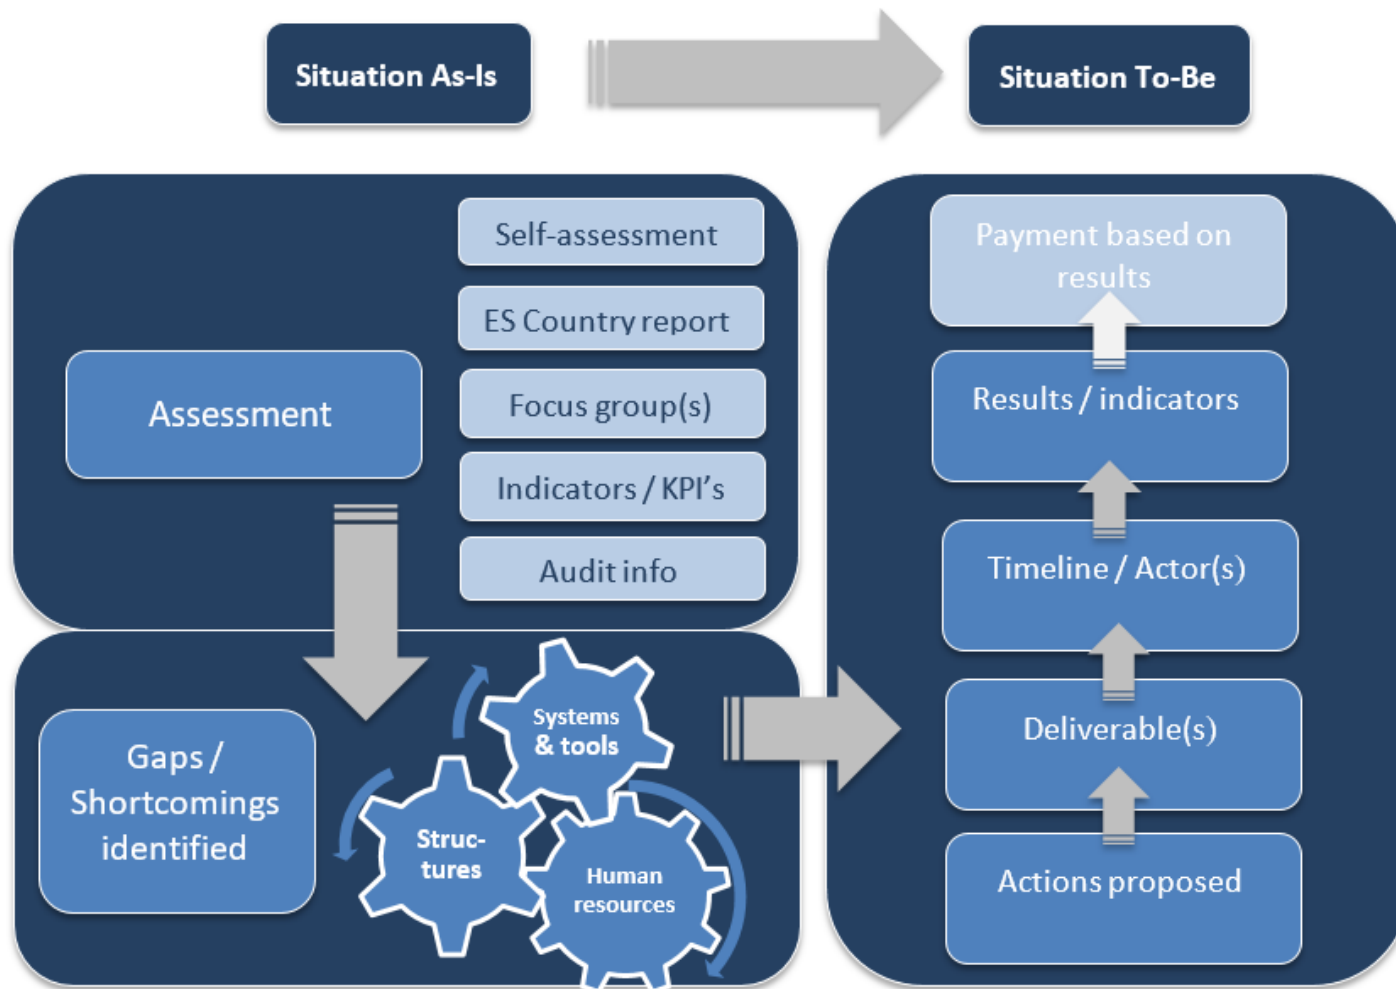 Situation As-Is
Situation To-Be
Assessment
Self-assessment
ES Country report
Focus group(s)
Indicators / KPI's
Audit info
Gaps /
Shortcomings
identified
Systems
& tools
Struc-
tures
Human
resources
Payment based on
results
Results / indicators
Timeline / Actor(s)
Deliverable(s)
Actions proposed